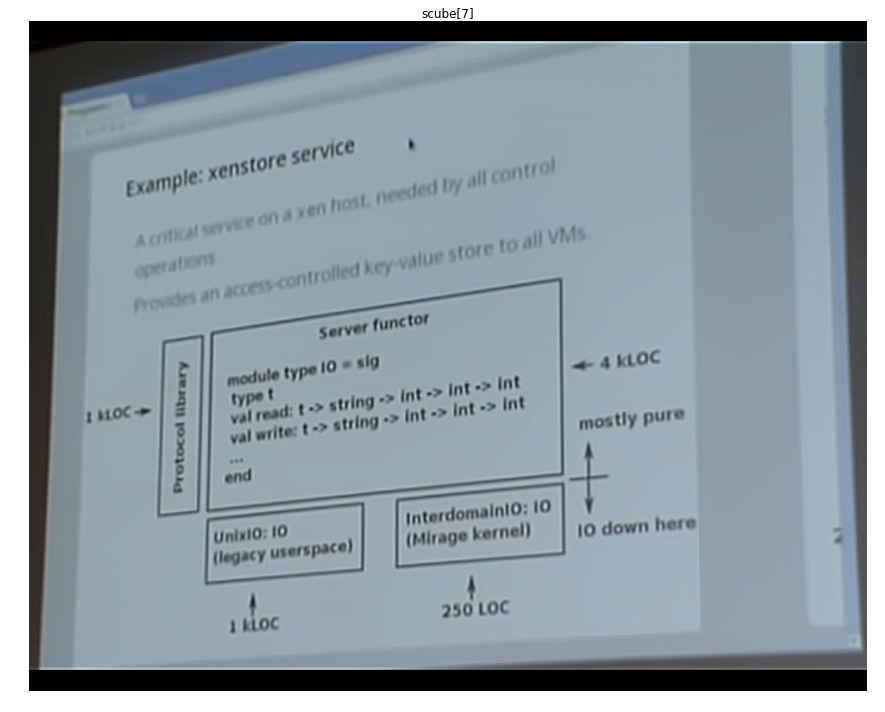 scube[7]
Example: xenstore service
A critical service on a xen host, needed by all control
operations
Provides an access-controlled key-value store to all VMs
Server functor
module type IO = sig
type t
val read: t -> string -> int -> int -> int
val write: t -> string -> int -> int -> int
...
end
Protocol library
1 kLOC
4 kLOC
mostly pure
IO down here
UnixIO: IO
(legacy userspace)
InterdomainIO: IO
(Mirage kernel)
1 kLOC
250 LOC
2